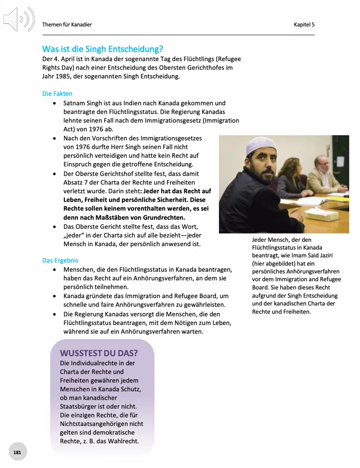 Themen für Kanadier
Kapitel 5
Was ist die Singh Entscheidung?
Der 4. April ist in Kanada der sogenannte Tag des Flüchtlings (Refugee
Rights Day) nach einer Entscheidung des Obersten Gerichthofes im
Jahr 1985, der sogenannten Singh Entscheidung.
Die Fakten
• Satnam Singh ist aus Indien nach Kanada gekommen und
beantragte den Flüchtlingsstatus. Die Regierung Kanadas
lehnte seinen Fall nach dem Immigrationsgesetz (Immigration
Act) von 1976 ab.
• Nach den Vorschriften des Immigrationsgesetzes
von 1976 durfte Herr Singh seinen Fall nicht
persönlich verteidigen und hatte kein Recht auf
Einspruch gegen die getroffene Entscheidung.
• Der Oberste Gerichtshof stellte fest, dass damit
Absatz 7 der Charta der Rechte und Freiheiten
verletzt wurde. Darin steht: Jeder hat das Recht auf
Leben, Freiheit und persönliche Sicherheit. Diese
Rechte sollen keinem vorenthalten werden, es sei
denn nach Maßstäben von Grundrechten.
• Das Oberste Gericht stellte fest, dass das Wort,
„jeder" in der Charta sich auf alle bezieht—jeder
Mensch in Kanada, der persönlich anwesend ist.
Jeder Mensch, der den
Flüchtlingsstatus in Kanada
beantragt, wie Imam Said Jaziri
(hier abgebildet) hat ein
persönliches Anhörungsverfahren
vor dem Immigration and Refugee
Board. Sie haben dieses Recht
aufgrund der Singh Entscheidung
und der kanadischen Charta der
Rechte und Freiheiten.
Das Ergebnis
• Menschen, die den Flüchtlingsstatus in Kanada beantragen,
haben das Recht auf ein Anhörungsverfahren, an dem sie
persönlich teilnehmen.
• Kanada gründete das Immigration and Refugee Board, um
schnelle und faire Anhörungsverfahren zu gewährleisten.
• Die Regierung Kanadas versorgt die Menschen, die den
Flüchtlingsstatus beantragten, mit dem Nötigen zum Leben,
während sie auf ein Anhörungsverfahren warten.
WUSSTEST DU DAS?
Die Individualrechte in der
Charta der Rechte und
Freiheiten gewähren jedem
Menschen in Kanada Schutz,
ob man kanadischer
Staatsbürger ist oder nicht.
Die einzigen Rechte, die für
Nichtstaatsangehörigen nicht
gelten sind demokratische
Rechte, z. B. das Wahlrecht.
181